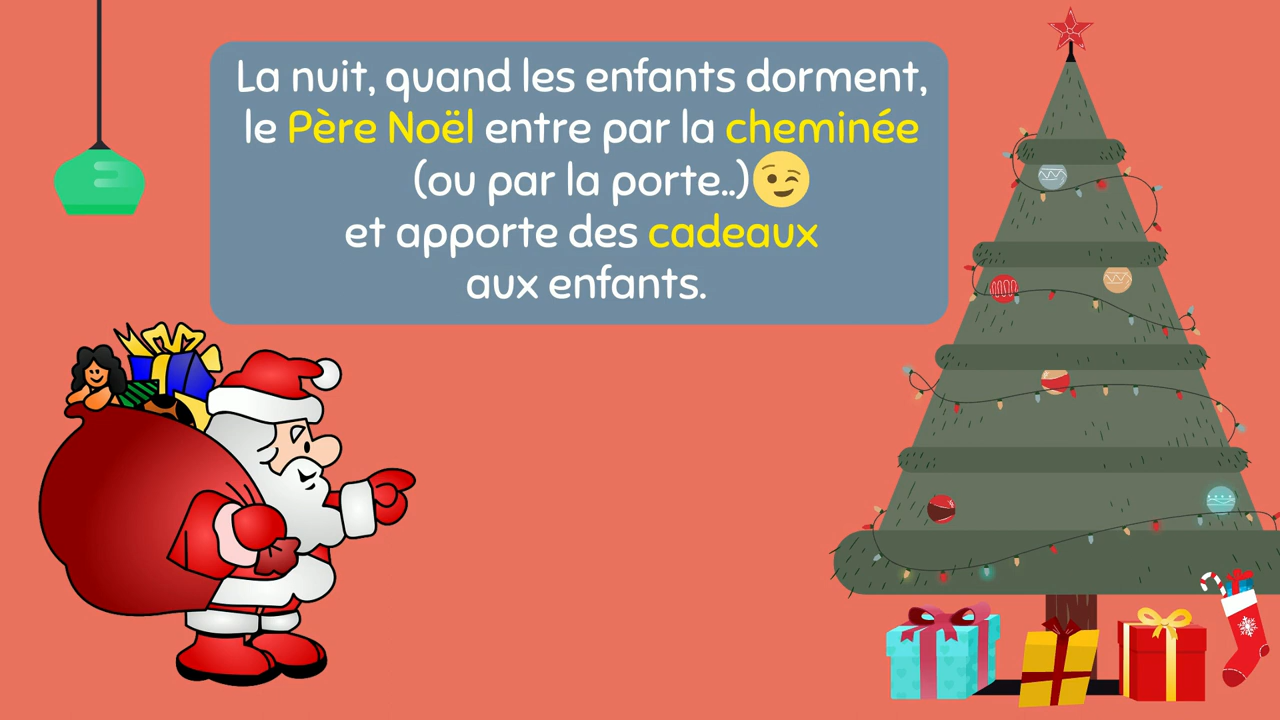 La nuit, quand les enfants dorment,
le Père Noël entre par la cheminée
(ou par la porte..)😉
et apporte des cadeaux
aux enfants.